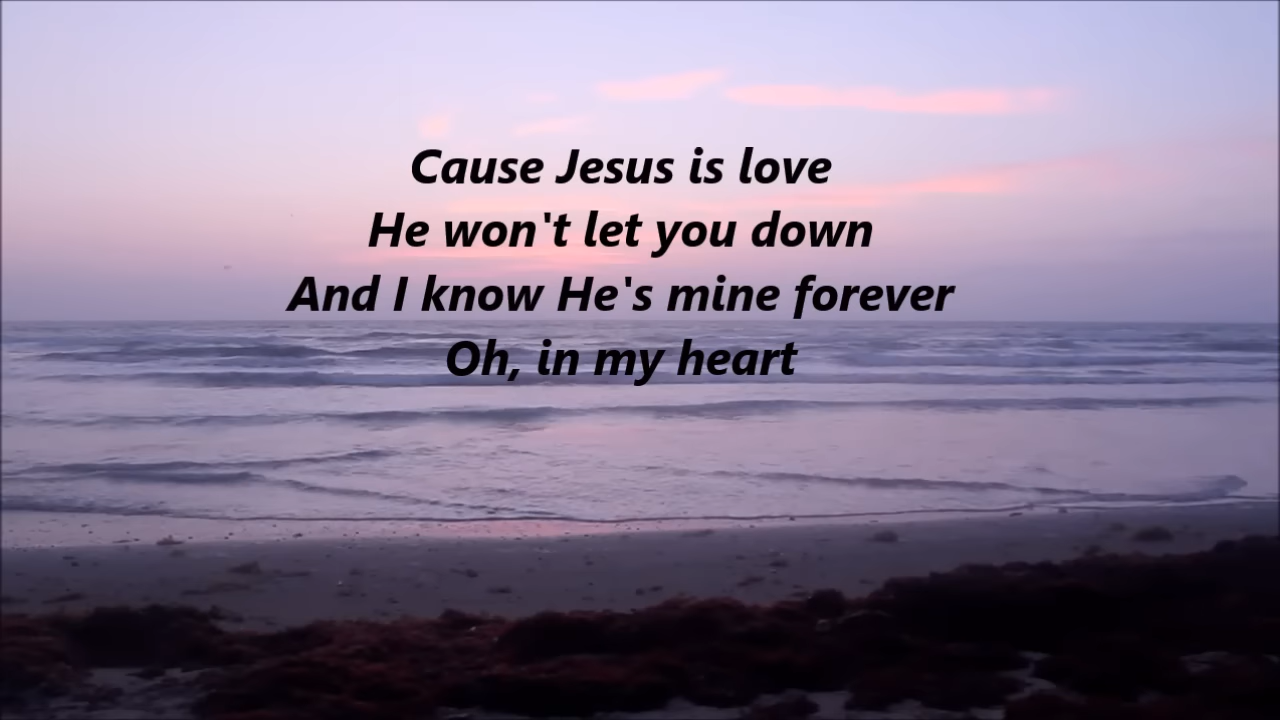 Cause Jesus is love
He won't let you down
And I know He's mine forever
Oh, in my heart